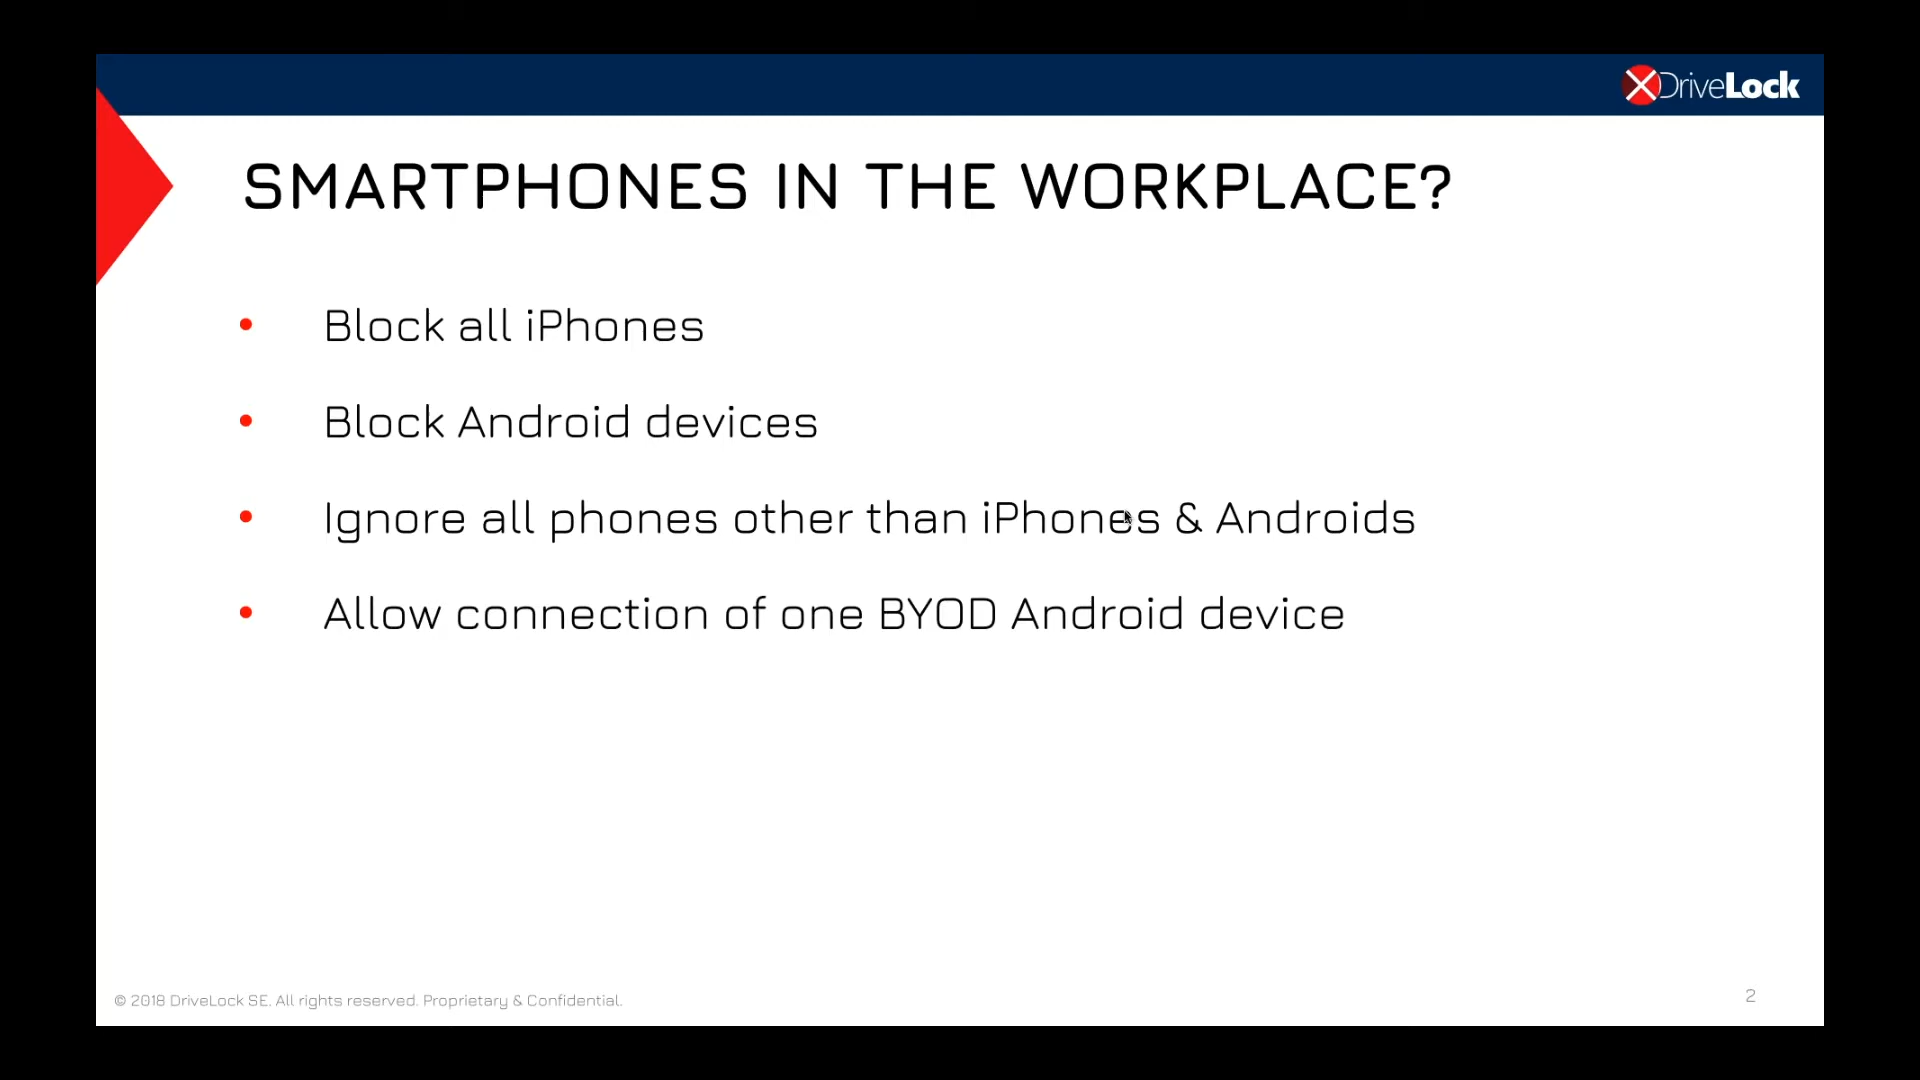 DriveLock
SMARTPHONES IN THE WORKPLACE?
• Block all iPhones
• Block Android devices
• Ignore all phones other than iPhones & Androids
• Allow connection of one BYOD Android device
© 2018 DriveLock SE. All rights reserved. Proprietary & Confidential.
2